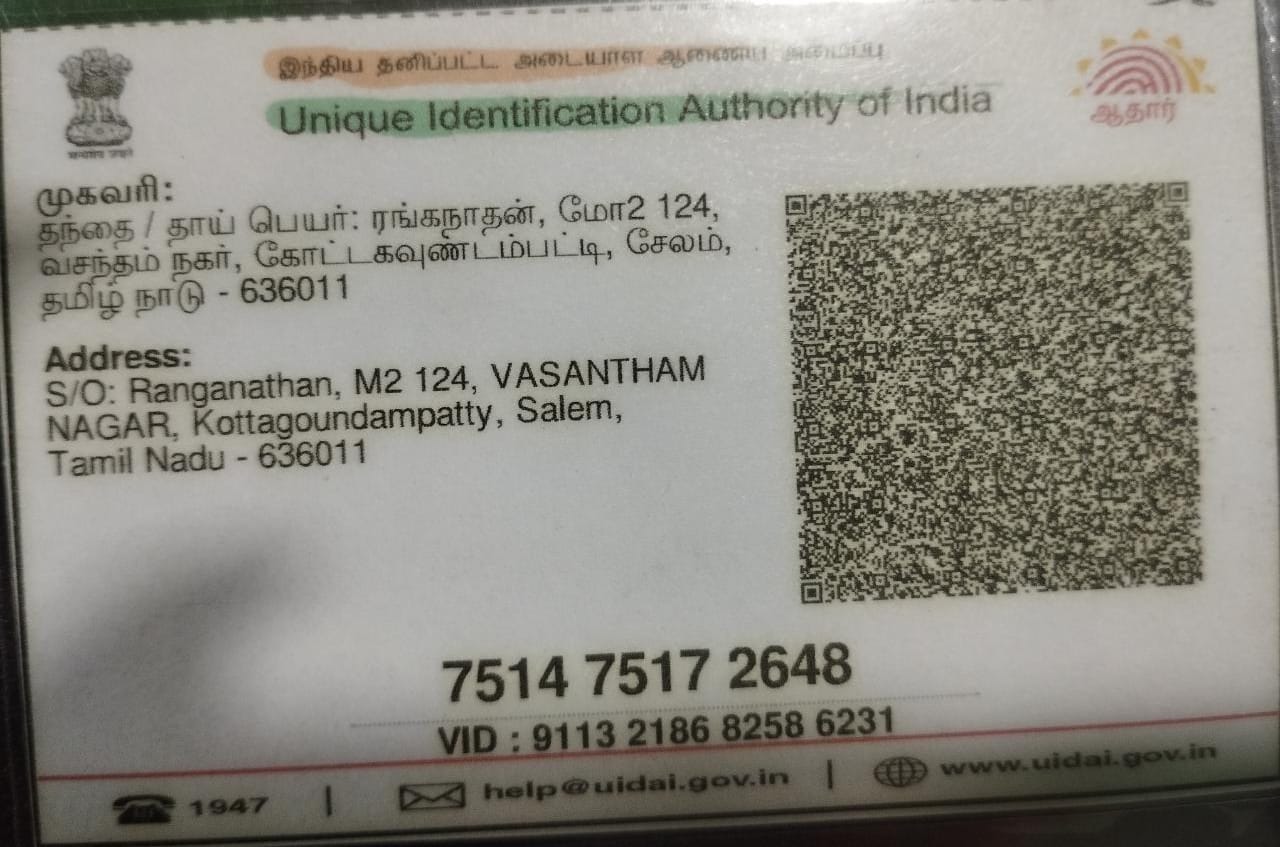 இந்திய தனிப்பட்ட அடையாள ஆணைய அமைப்பு
Unique Identification Authority of India
ஆதார்
முகவரி:
தந்தை / தாய் பெயர்: ரங்கநாதன், மோ2 124,
வசந்தம் நகர், கோட்டகவுண்டம்பட்டி, சேலம்,
தமிழ் நாடு - 636011
Address:
S/O: Ranganathan, M2 124, VASANTHAM
NAGAR, Kottagoundampatty, Salem,
Tamil Nadu - 636011
7514 7517 2648
VID : 9113 2186 8258 6231
1947 | help@uidai.gov.in | www.uidai.gov.in